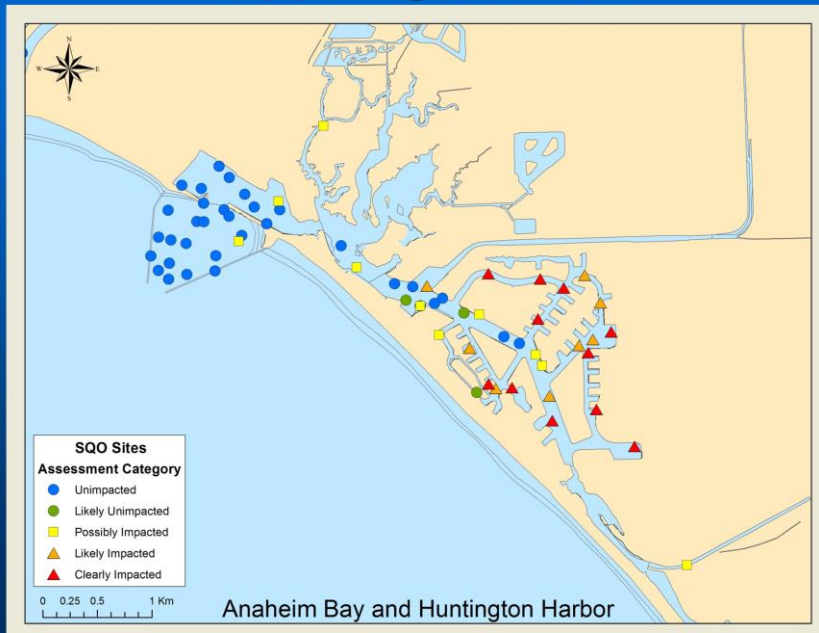 N
W E
S
SQO Sites
Assessment Category
Unimpacted
Likely Unimpacted
Possibly Impacted
Likely Impacted
Clearly Impacted
0 0.25 0.5 1 Km
Anaheim Bay and Huntington Harbor